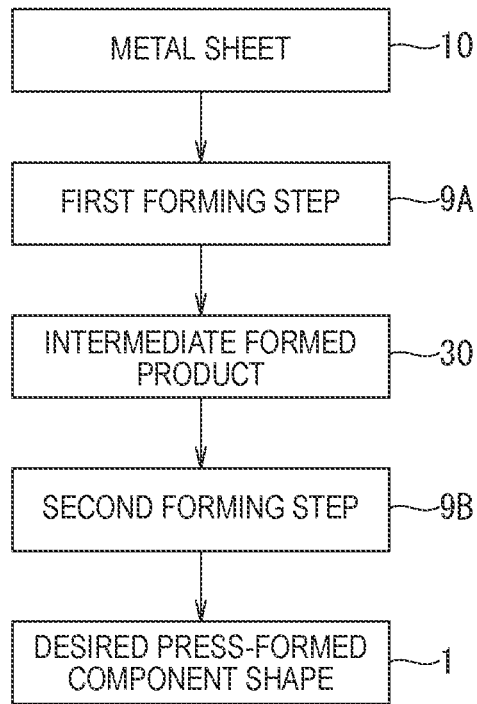 METAL SHEET
10
FIRST FORMING STEP
9A
INTERMEDIATE FORMED
PRODUCT
30
SECOND FORMING STEP
9B
DESIRED PRESS-FORMED
COMPONENT SHAPE
1